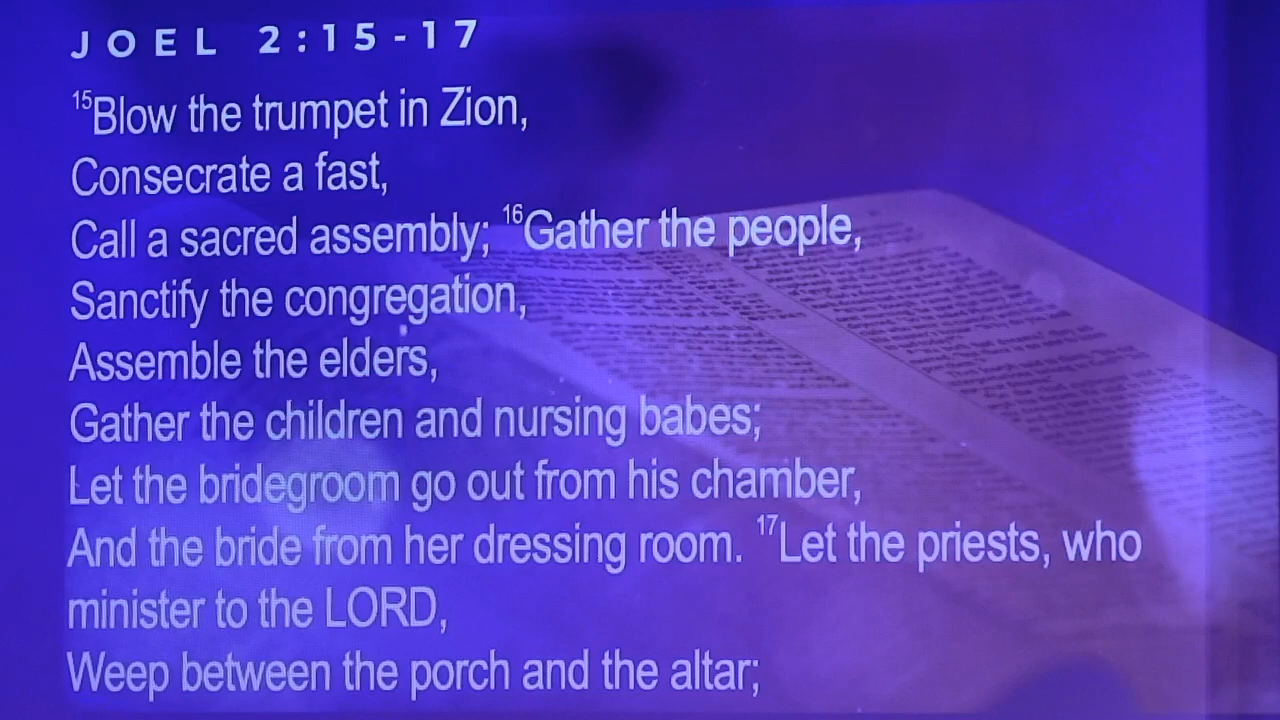 JOEL 2:15-17
15Blow the trumpet in Zion,
Consecrate a fast,
Call a sacred assembly; 16Gather the people,
Sanctify the congregation,
Assemble the elders,
Gather the children and nursing babes;
Let the bridegroom go out from his chamber,
And the bride from her dressing room. 17Let the priests, who
minister to the LORD,
Weep between the porch and the altar;